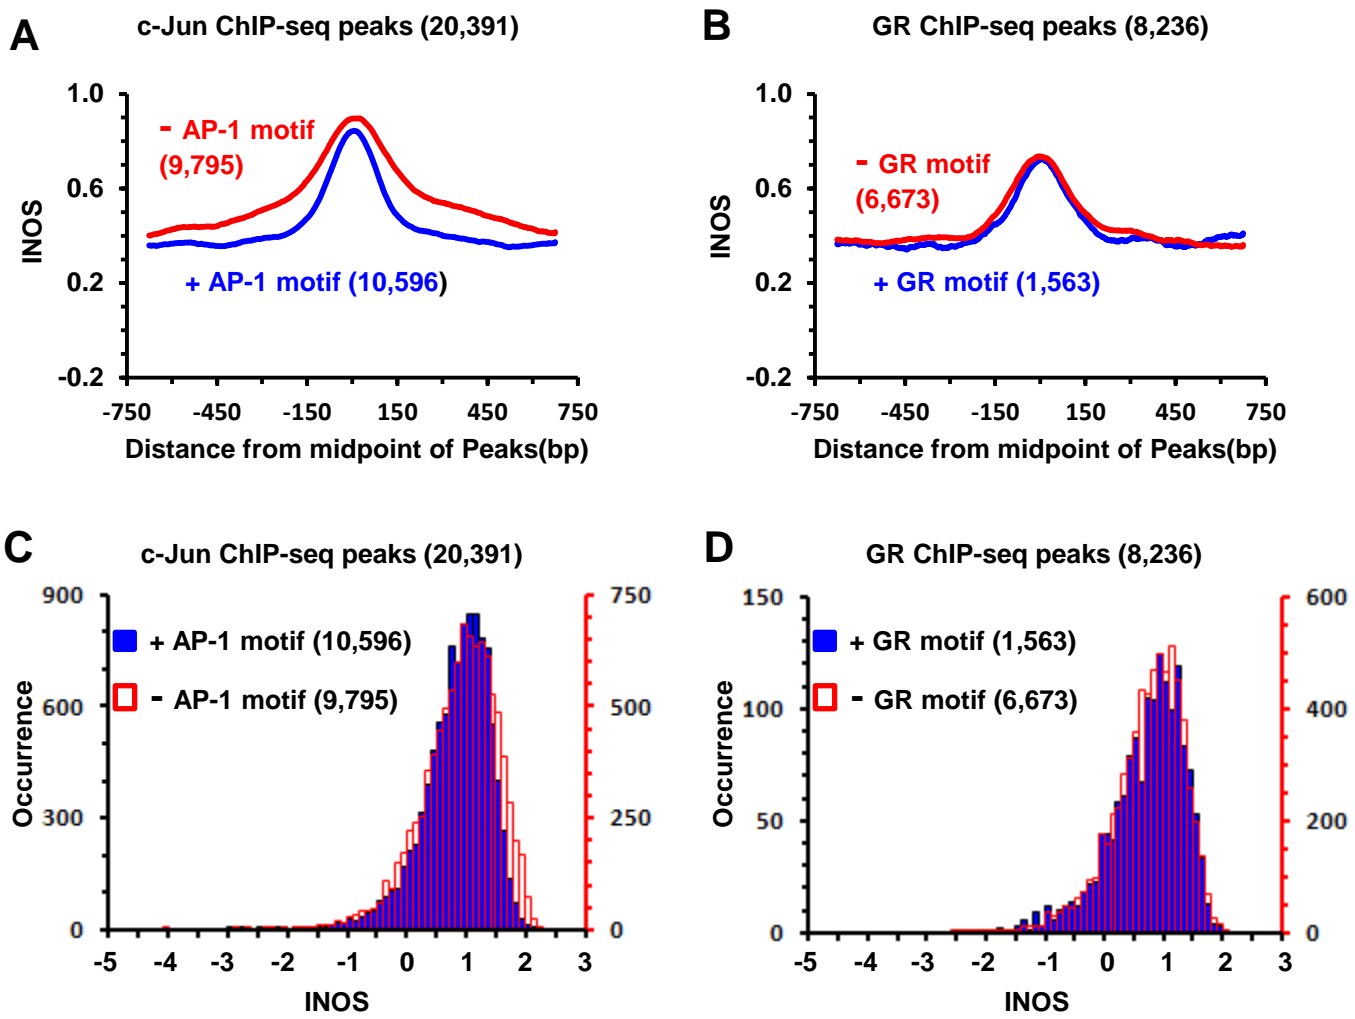 A
c-Jun ChIP-seq peaks (20,391)
1.0
0.6
0.2
-0.2
INOS
- AP-1 motif
(9,795)
+ AP-1 motif (10,596)
-750 -450 -150 150 450 750
Distance from midpoint of Peaks(bp)
B
GR ChIP-seq peaks (8,236)
1.0
0.6
0.2
-0.2
INOS
- GR motif
(6,673)
+ GR motif (1,563)
-750 -450 -150 150 450 750
Distance from midpoint of Peaks(bp)
C
c-Jun ChIP-seq peaks (20,391)
900
600
300
0
Occurrence
+ AP-1 motif (10,596)
- AP-1 motif (9,795)
750
500
250
0
-5 -4 -3 -2 -1 0 1 2 3
INOS
D
GR ChIP-seq peaks (8,236)
150
100
50
0
Occurrence
+ GR motif (1,563)
- GR motif (6,673)
600
400
200
0
-5 -4 -3 -2 -1 0 1 2 3
INOS